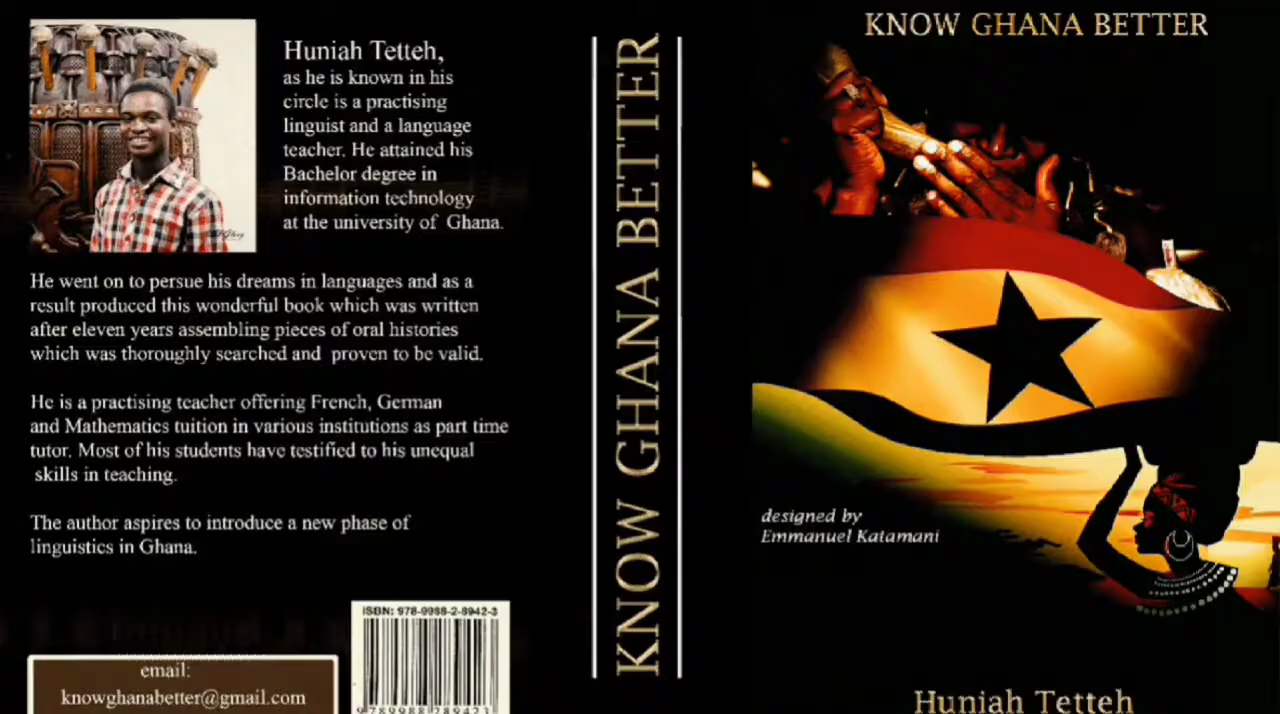 Huniah Tetteh,
as he is known in his
circle is a practising
linguist and a language
teacher. He attained his
Bachelor degree in
information technology
at the university of Ghana.
He went on to persue his dreams in languages and as a
result produced this wonderful book which was written
after eleven years assembling pieces of oral histories
which was thoroughly searched and proven to be valid.
He is a practising teacher offering French, German
and Mathematics tuition in various institutions as part time
tutor. Most of his students have testified to his unequal
skills in teaching.
The author aspires to introduce a new phase of
linguistics in Ghana.
email:
knowghanabetter@gmail.com
ISBN: 978-9988-2-8942-3
KNOW GHANA BETTER
KNOW GHANA BETTER
designed by
Emmanuel Katamani
Huniah Tetteh